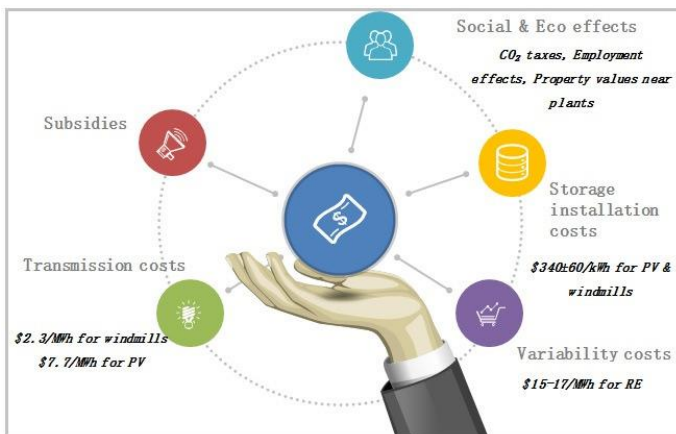 Social & Eco effects
CO₂ taxes, Employment
effects, Property values near
plants
Subsidies
$
Storage
installation
costs
$340±60/kWh for PV &
windmills
Transmission costs
$2.3/MWh for windmills
$7.7/MWh for PV
Variability costs
$15-17/MWh for RE